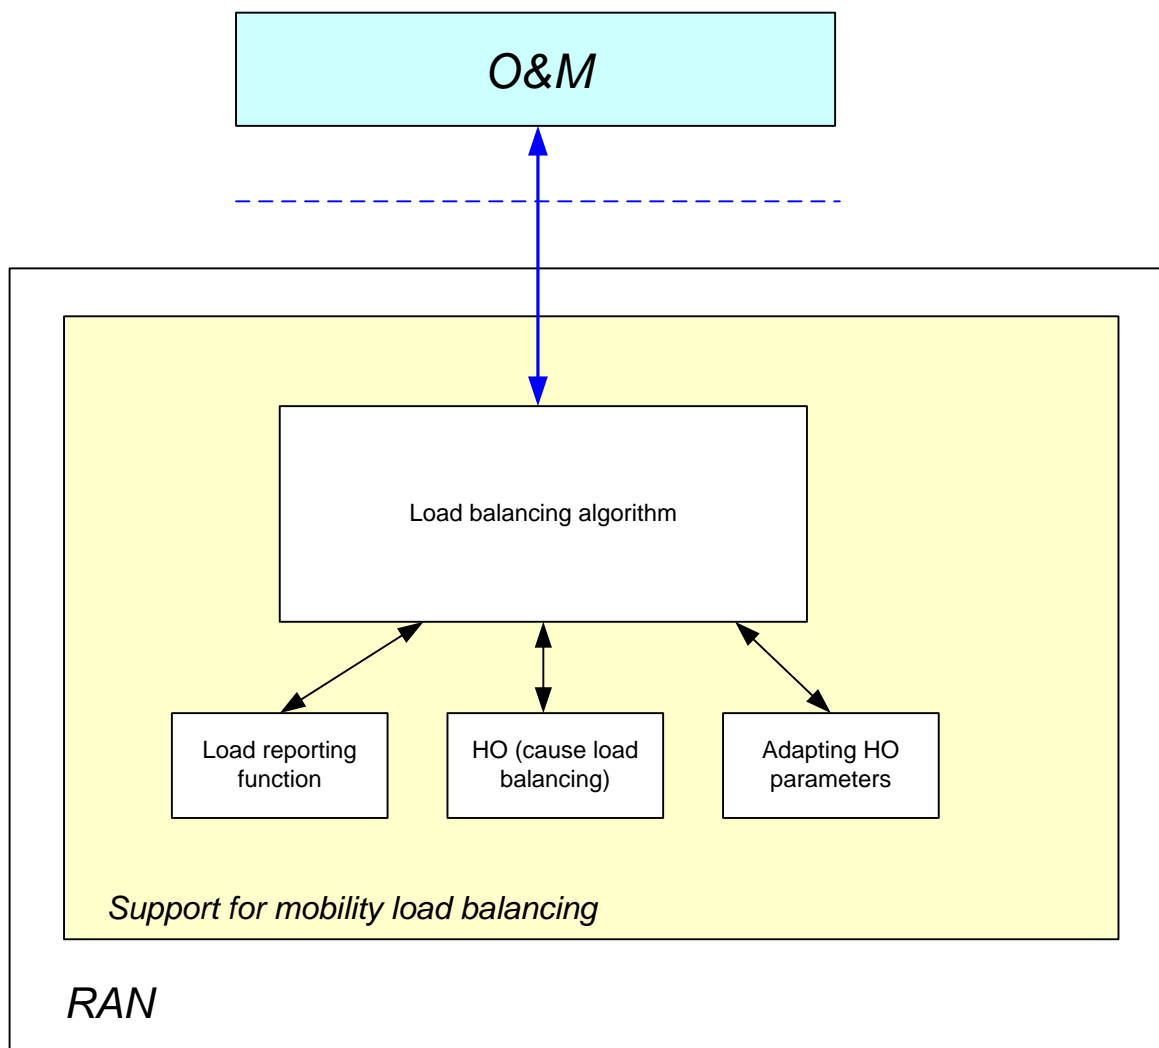 O&M
Load balancing algorithm
Load reporting
function
HO (cause load
balancing)
Adapting HO
parameters
Support for mobility load balancing
RAN